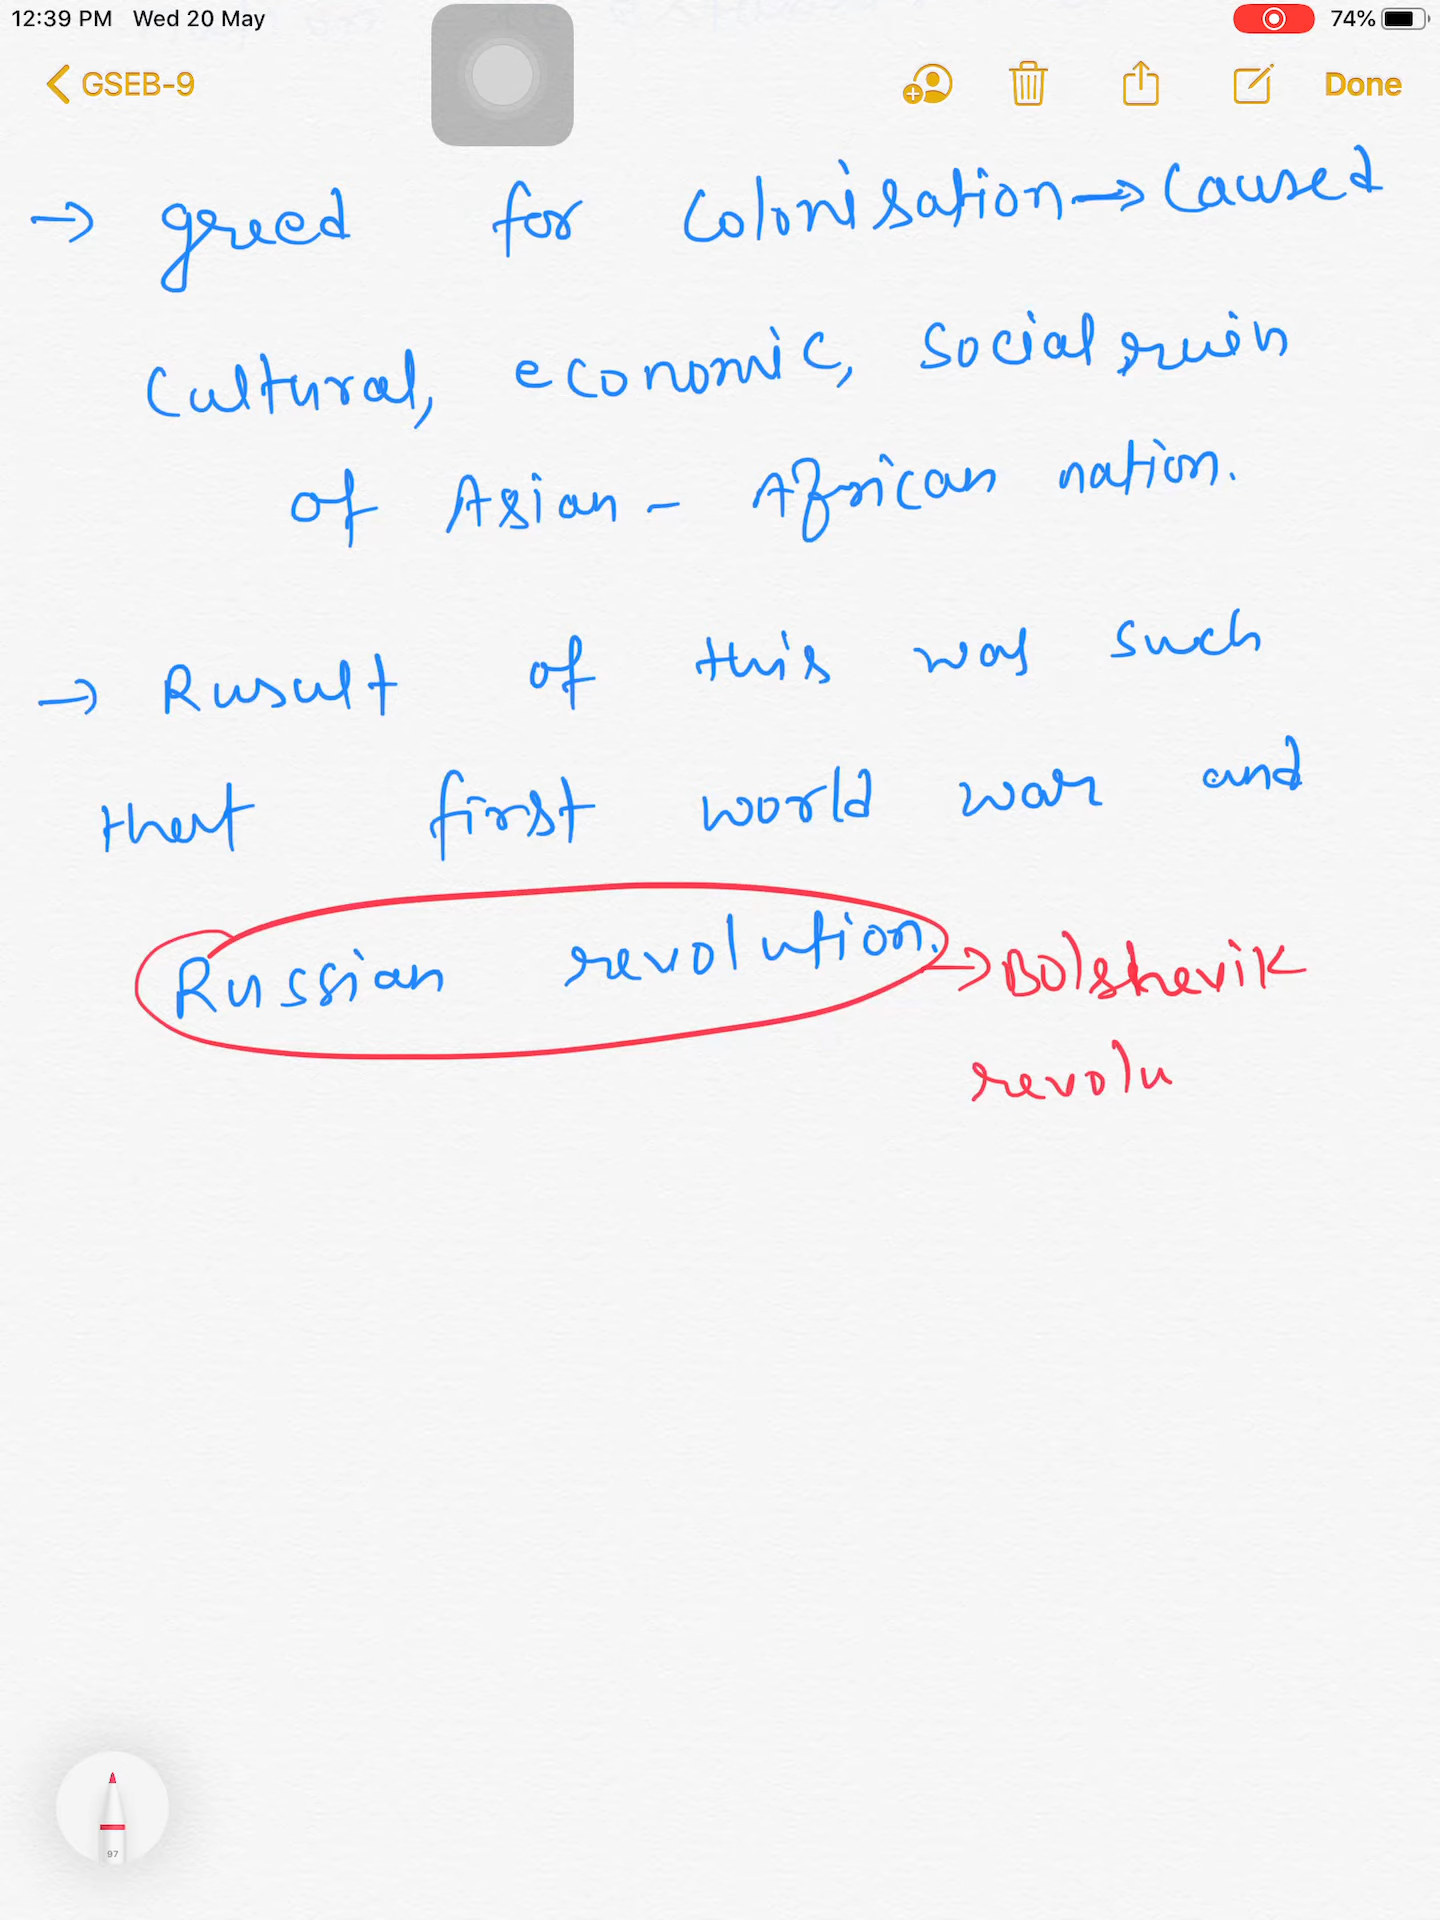 12:39 PM Wed 20 May
74%
GSEB-9
Done
→ greed for Colonisation → Caused
Cultural, economic, Social ruin
of Asian - African nation.
→ Rusult of this was such
that first world war and
Russian revolution. → Bolshevik
revolu
97